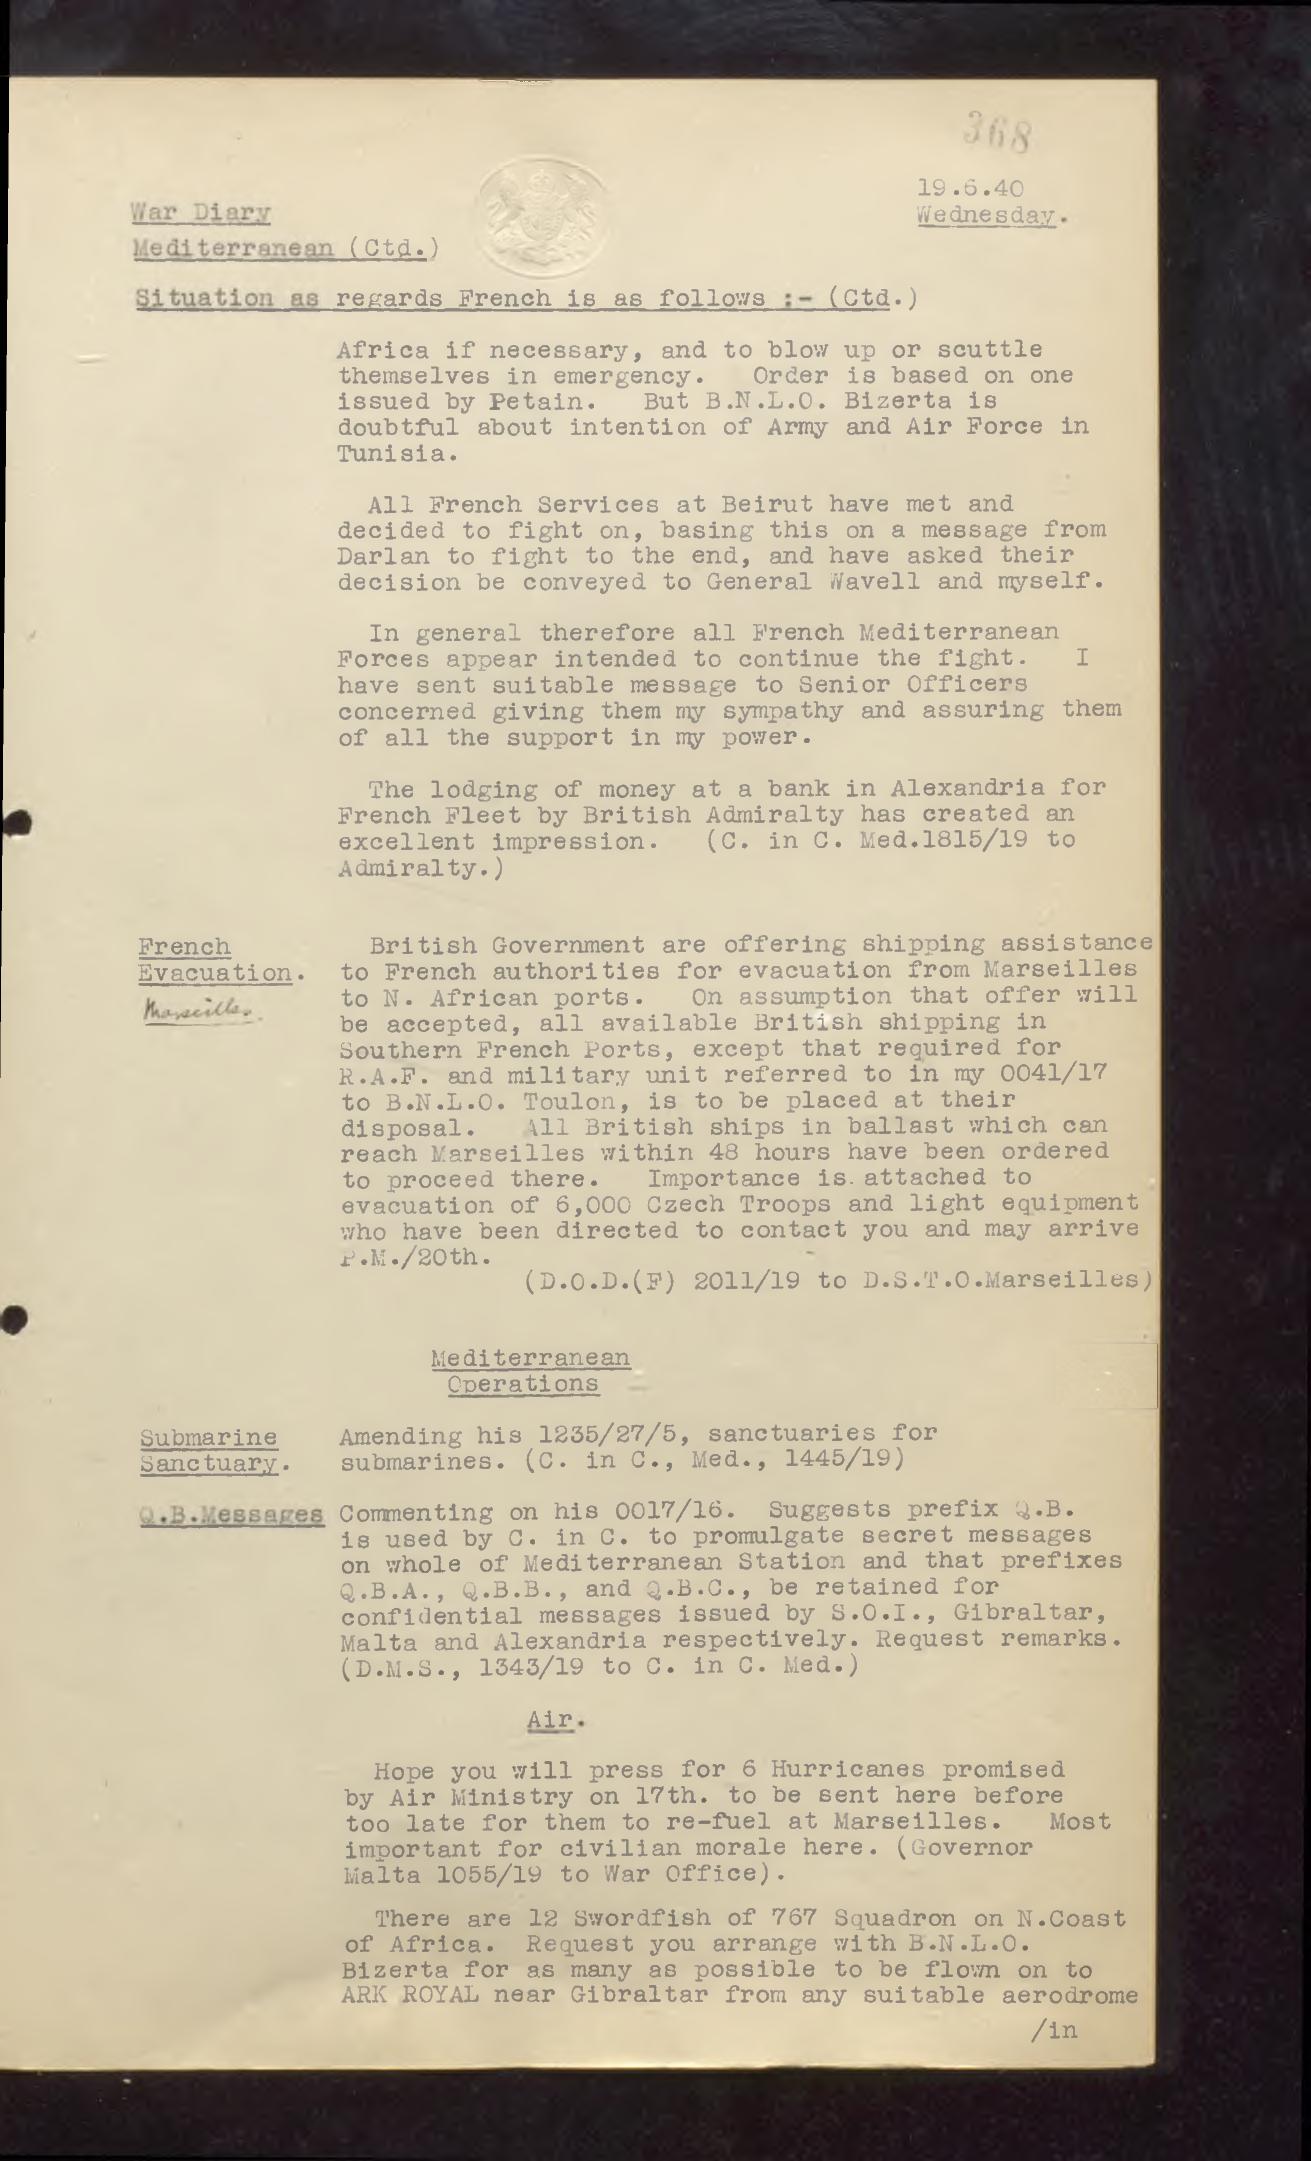 368
19.6.40
Wednesday.
War Diary
Mediterranean (Ctd.)
Situation as regards French is as follows :- (Ctd.)
Africa if necessary, and to blow up or scuttle
themselves in emergency. Order is based on one
issued by Petain. But B.N.L.O. Bizerta is
doubtful about intention of Army and Air Force in
Tunisia.
All French Services at Beirut have met and
decided to fight on, basing this on a message from
Darlan to fight to the end, and have asked their
decision be conveyed to General Wavell and myself.
In general therefore all French Mediterranean
Forces appear intended to continue the fight. I
have sent suitable message to Senior Officers
concerned giving them my sympathy and assuring them
of all the support in my power.
The lodging of money at a bank in Alexandria for
French Fleet by British Admiralty has created an
excellent impression. (C. in C. Med.1815/19 to
Admiralty.)
French
Evacuation.
Marseilles.
British Government are offering shipping assistance
to French authorities for evacuation from Marseilles
to N. African ports. On assumption that offer will
be accepted, all available British shipping in
Southern French Ports, except that required for
R.A.F. and military unit referred to in my 0041/17
to B.N.L.O. Toulon, is to be placed at their
disposal. All British ships in ballast which can
reach Marseilles within 48 hours have been ordered
to proceed there. Importance is attached to
evacuation of 6,000 Czech Troops and light equipment
who have been directed to contact you and may arrive
P.M./20th.
(D.O.D.(F) 2011/19 to D.S.T.O.Marseilles)
Mediterranean
Operations
Submarine
Sanctuary.
Amending his 1235/27/5, sanctuaries for
submarines. (C. in C., Med., 1445/19)
Q.B.Messages
Commenting on his 0017/16. Suggests prefix Q.B.
is used by C. in C. to promulgate secret messages
on whole of Mediterranean Station and that prefixes
Q.B.A., Q.B.B., and Q.B.C., be retained for
confidential messages issued by S.O.I., Gibraltar,
Malta and Alexandria respectively. Request remarks.
(D.M.S., 1343/19 to C. in C. Med.)
Air.
Hope you will press for 6 Hurricanes promised
by Air Ministry on 17th. to be sent here before
too late for them to re-fuel at Marseilles. Most
important for civilian morale here. (Governor
Malta 1055/19 to War Office).
There are 12 Swordfish of 767 Squadron on N.Coast
of Africa. Request you arrange with B.N.L.O.
Bizerta for as many as possible to be flown on to
ARK ROYAL near Gibraltar from any suitable aerodrome
/in